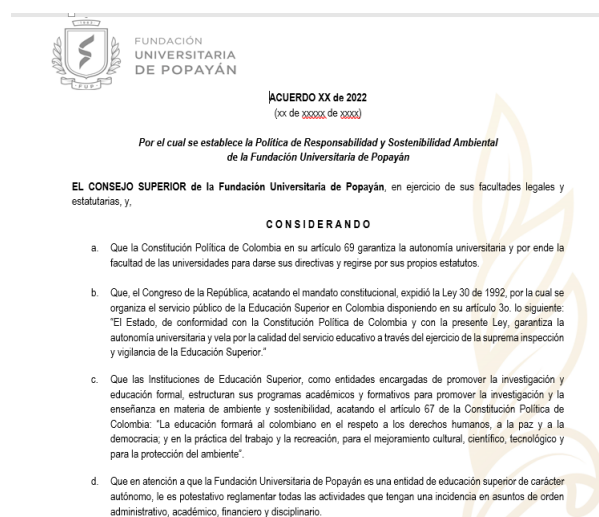 FUNDACIÓN
UNIVERSITARIA
DE POPAYÁN
FUP
ACUERDO XX de 2022
(xx de xxxxx de xxxx)
Por el cual se establece la Política de Responsabilidad y Sostenibilidad Ambiental
de la Fundación Universitaria de Popayán
EL CONSEJO SUPERIOR de la Fundación Universitaria de Popayán, en ejercicio de sus facultades legales y
estatutarias, y,
CONSIDERANDO
a. Que la Constitución Política de Colombia en su artículo 69 garantiza la autonomía universitaria y por ende la
facultad de las universidades para darse sus directivas y regirse por sus propios estatutos.
b. Que, el Congreso de la República, acatando el mandato constitucional, expidió la Ley 30 de 1992, por la cual se
organiza el servicio público de la Educación Superior en Colombia disponiendo en su artículo 3o. lo siguiente:
"El Estado, de conformidad con la Constitución Política de Colombia y con la presente Ley, garantiza la
autonomía universitaria y vela por la calidad del servicio educativo a través del ejercicio de la suprema inspección
y vigilancia de la Educación Superior."
c. Que las Instituciones de Educación Superior, como entidades encargadas de promover la investigación y
educación formal, estructuran sus programas académicos y formativos para promover la investigación y la
enseñanza en materia de ambiente y sostenibilidad, acatando el artículo 67 de la Constitución Política de
Colombia: "La educación formará al colombiano en el respeto a los derechos humanos, a la paz y a la
democracia; y en la práctica del trabajo y la recreación, para el mejoramiento cultural, científico, tecnológico y
para la protección del ambiente".
d. Que en atención a que la Fundación Universitaria de Popayán es una entidad de educación superior de carácter
autónomo, le es potestativo reglamentar todas las actividades que tengan una incidencia en asuntos de orden
administrativo, académico, financiero y disciplinario.